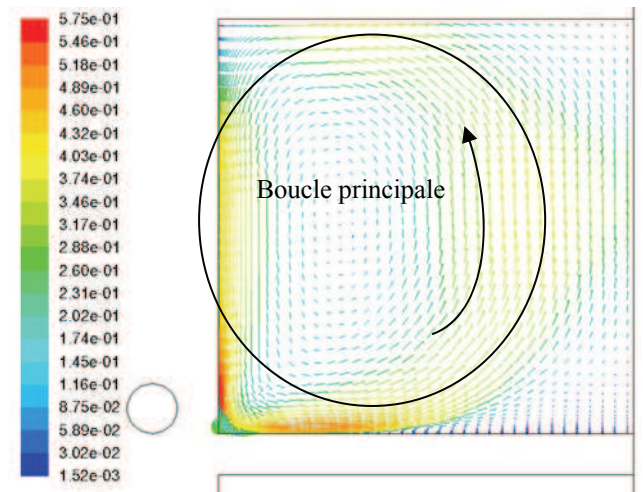 5.75e-01
5.46e-01
5.18e-01
4.89e-01
4.60e-01
4.32e-01
4.03e-01
3.74e-01
3.46e-01
3.17e-01
2.88e-01
2.60e-01
2.31e-01
2.02e-01
1.74e-01
1.45e-01
1.16e-01
8.75e-02
5.89e-02
3.02e-02
1.52e-03
Boucle principale